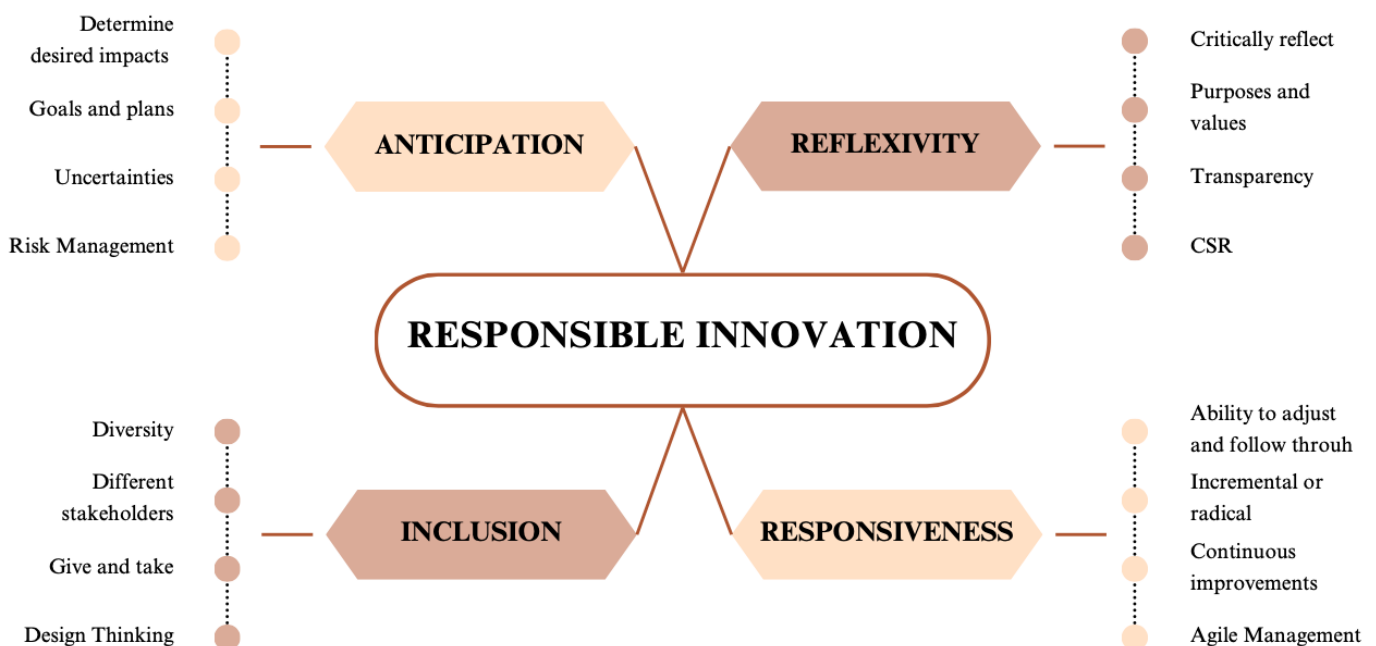 Determine
desired impacts
Goals and plans
Uncertainties
Risk Management
ANTICIPATION
REFLEXIVITY
Critically reflect
Purposes and
values
Transparency
CSR
RESPONSIBLE INNOVATION
Diversity
Different
stakeholders
Give and take
Design Thinking
INCLUSION
RESPONSIVENESS
Ability to adjust
and follow throuh
Incremental or
radical
Continuous
improvements
Agile Management